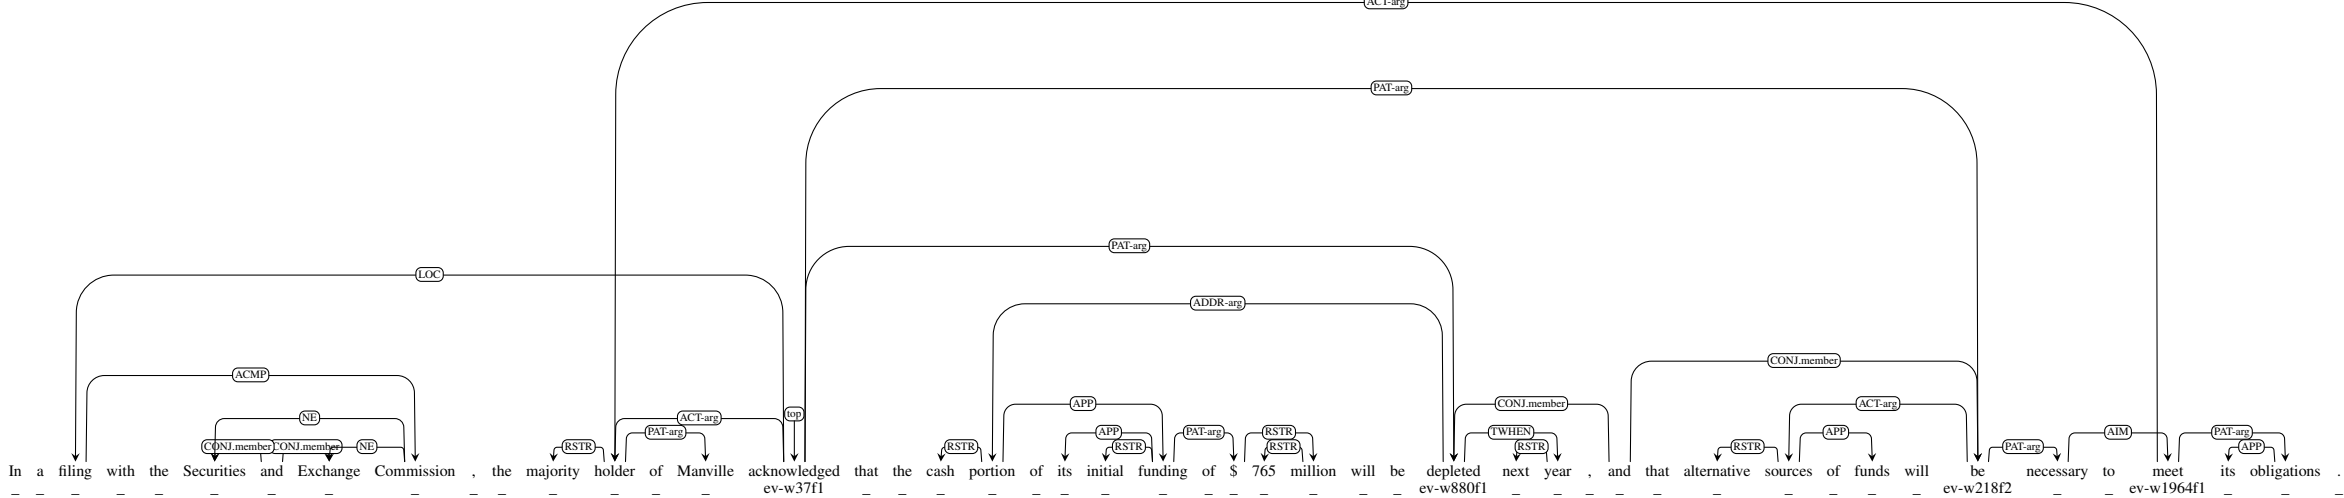 ACT-arg
PAT-arg
PAT-arg
LOC
ADDR-arg
CONJ.member
ACMP
APP CONJ.member ACT-arg
NE ACT-arg top
PAT-arg APP PAT-arg RSTR TWHEN APP AIM PAT-arg
CONJ.member CONJ.member NE RSTR RSTR RSTR RSTR RSTR RSTR PAT-arg APP
In a filing with the Securities and Exchange Commission , the majority holder of Manville acknowledged that the cash portion of its initial funding of $ 765 million will be depleted next year , and that alternative sources of funds will be necessary to meet its obligations .
_ _ _ _ _ _ _ _ _ _ _ _ _ _ _ ev-w37f1 _ _ _ _ _ _ _ _ _ _ _ _ _ _ ev-w880f1 _ _ _ _ _ _ _ _ _ _ ev-w218f2 _ _ ev-w1964f1 _ _ _